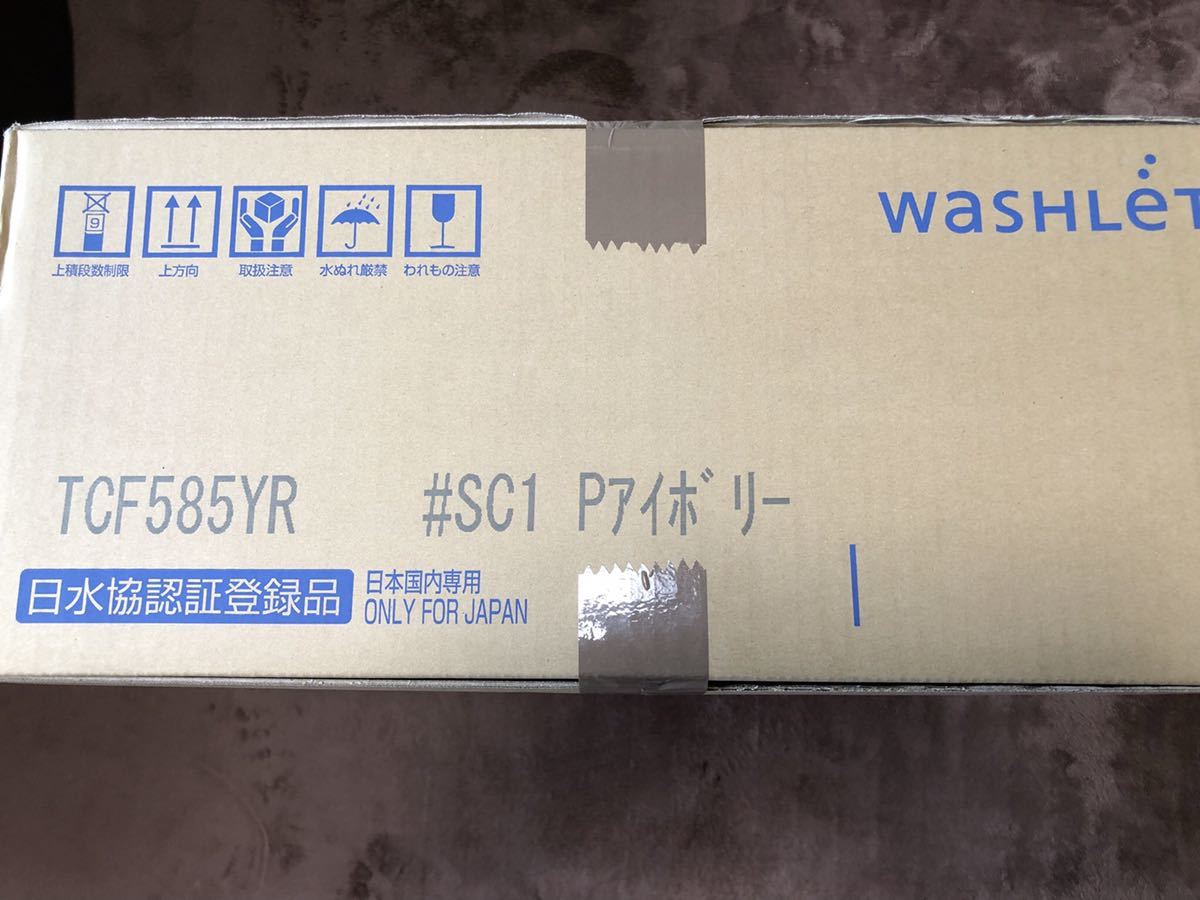 WASHLET
9
上積段数制限 上方向 取扱注意 水ぬれ厳禁 われもの注意
TCF585YR #SC1 Pアイボリー
日水協認証登録品 日本国内専用
ONLY FOR JAPAN